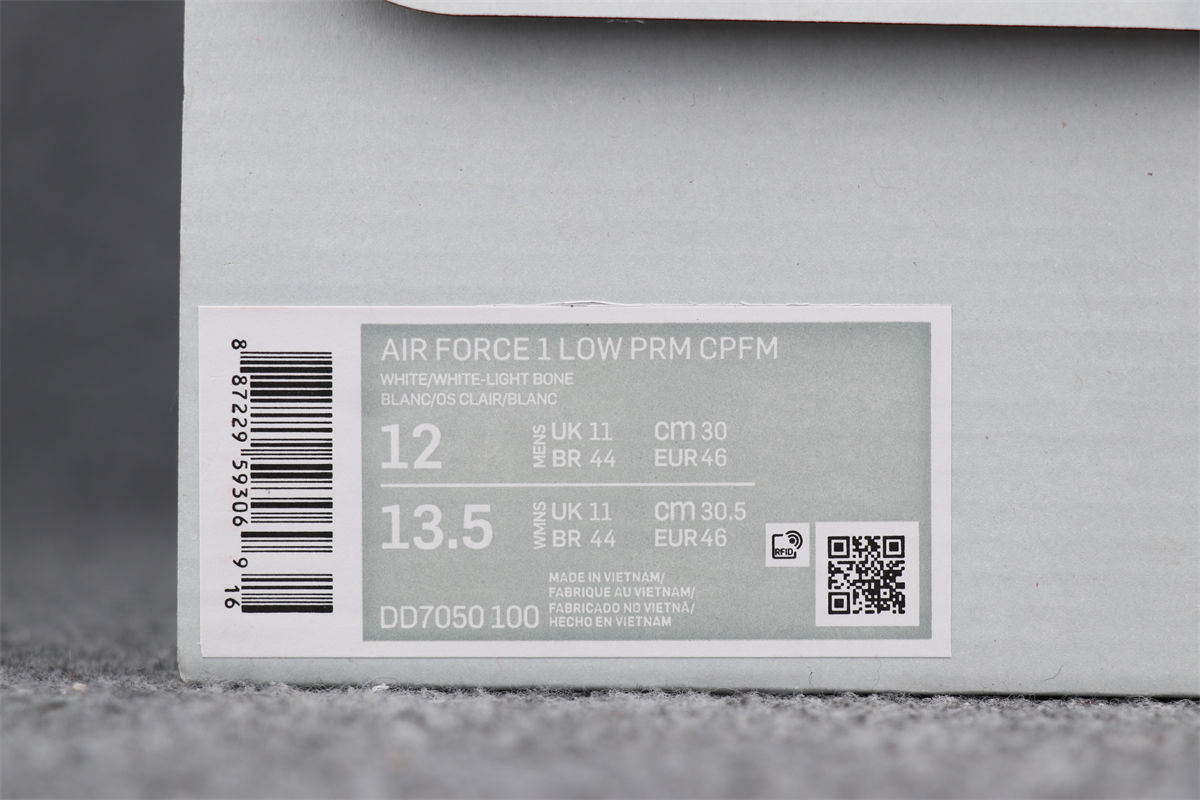 8 87229 59306 9
16
AIR FORCE 1 LOW PRM CPFM
WHITE/WHITE-LIGHT BONE
BLANC/OS CLAIR/BLANC
12 MENS UK 11 cm 30
BR 44 EUR 46
13.5 WMNS UK 11 cm 30.5
BR 44 EUR 46
RFID
MADE IN VIETNAM/
FABRIQUE AU VIETNAM/
FABRICADO NO VIETNÃ/
HECHO EN VIETNAM
DD7050 100